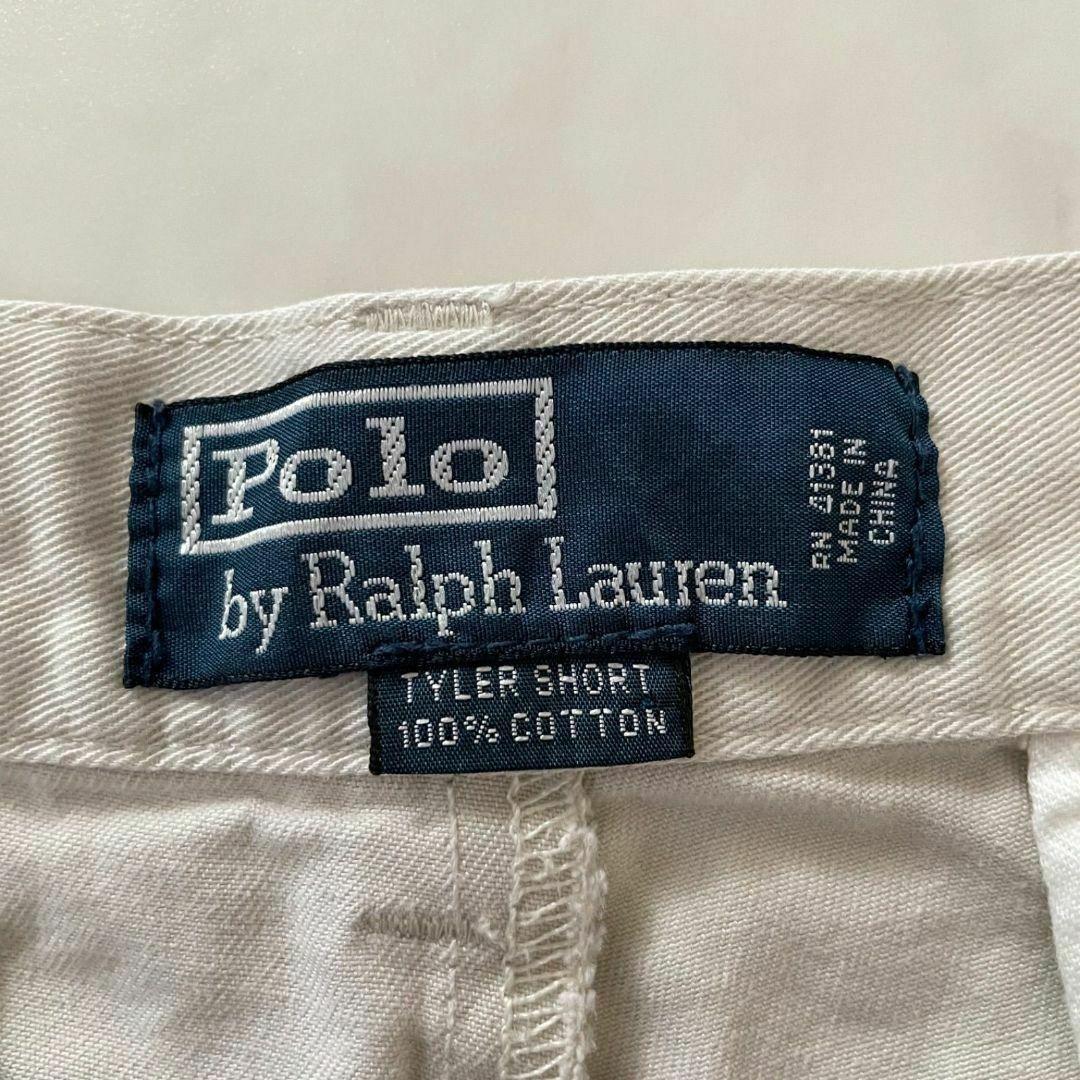 Polo
by Ralph Lauren
RN 41381
MADE IN
CHINA
TYLER SHORT
100% COTTON